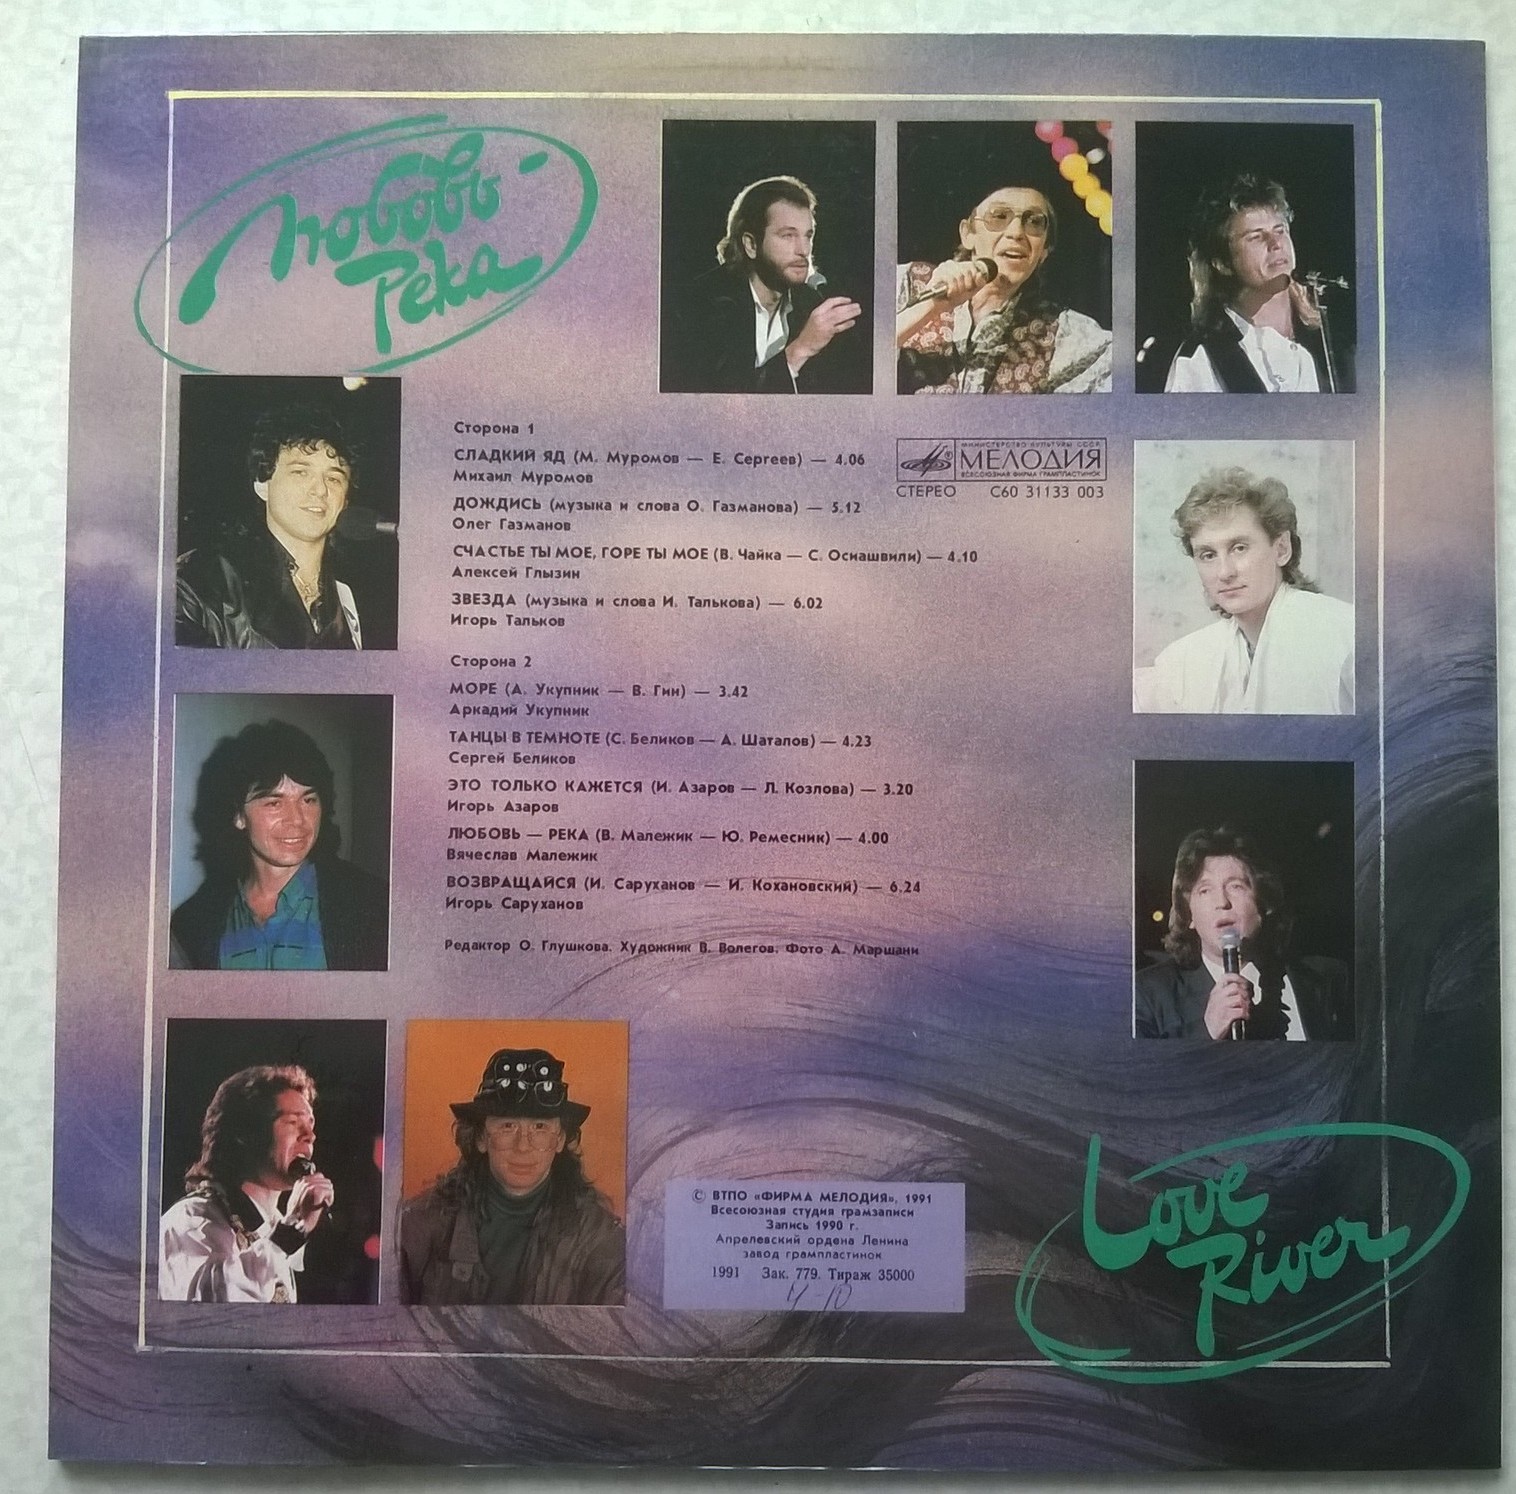 Любовь-
Река
Сторона 1
СЛАДКИЙ ЯД (М. Муромов — Е. Сергеев) — 4.06
Михаил Муромов
ДОЖДИСЬ (музыка и слова О. Газманова) — 5.12
Олег Газманов
СЧАСТЬЕ ТЫ МОЕ, ГОРЕ ТЫ МОЕ (В. Чайка — С. Осиашвили) — 4.10
Алексей Глызин
ЗВЕЗДА (музыка и слова И. Талькова) — 6.02
Игорь Тальков
Сторона 2
МОРЕ (А. Укупник — В. Гин) — 3.42
Аркадий Укупник
ТАНЦЫ В ТЕМНОТЕ (С. Беликов — А. Шаталов) — 4.23
Сергей Беликов
ЭТО ТОЛЬКО КАЖЕТСЯ (И. Азаров — Л. Козлова) — 3.20
Игорь Азаров
ЛЮБОВЬ — РЕКА (В. Малежик — Ю. Ремесник) — 4.00
Вячеслав Малежик
ВОЗВРАЩАЙСЯ (И. Саруханов — И. Кохановский) — 6.24
Игорь Саруханов
Редактор О. Глушкова. Художник В. Волегов. Фото А. Маршани
МИНИСТЕРСТВО КУЛЬТУРЫ СССР
МЕЛОДИЯ
ВСЕСОЮЗНАЯ ФИРМА ГРАМПЛАСТИНОК
СТЕРЕО С60 31133 003
© ВТПО «ФИРМА МЕЛОДИЯ», 1991
Всесоюзная студия грамзаписи
Запись 1990 г.
Апрелевский ордена Ленина
завод грампластинок
1991 Зак. 779. Тираж 35000
4-10
Love
River